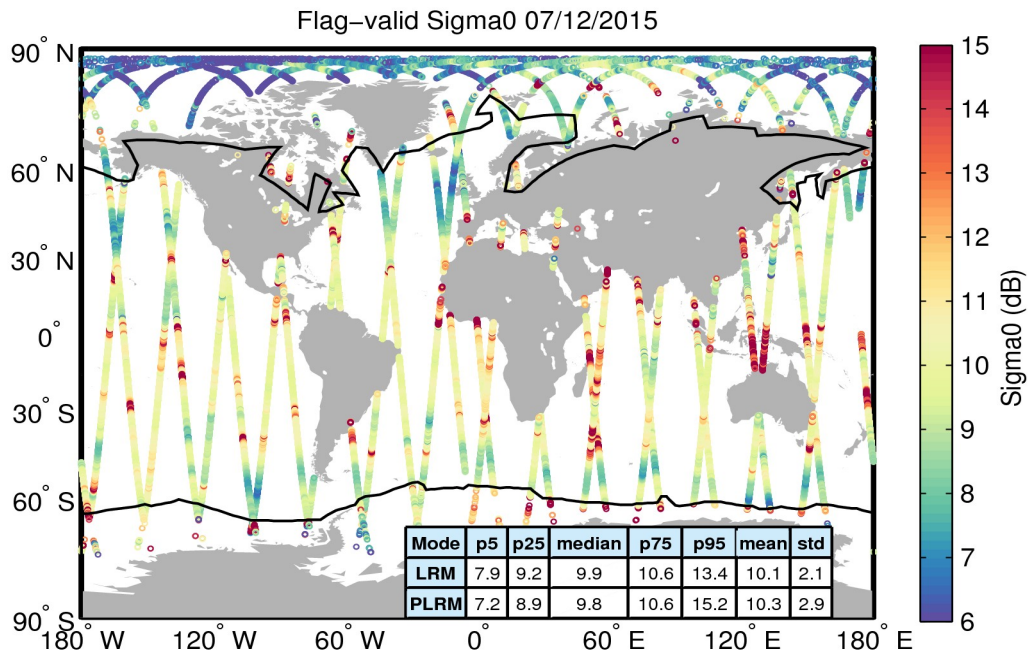 Flag−valid Sigma0 07/12/2015
90° N
60° N
30° N
0°
30° S
60° S
90° S
180° W
120° W
60° W
0°
60° E
120° E
180° E
Mode p5 p25 median p75 p95 mean std
LRM 7.9 9.2 9.9 10.6 13.4 10.1 2.1
PLRM 7.2 8.9 9.8 10.6 15.2 10.3 2.9
15
14
13
12
11
10
9
8
7
6
Sigma0 (dB)